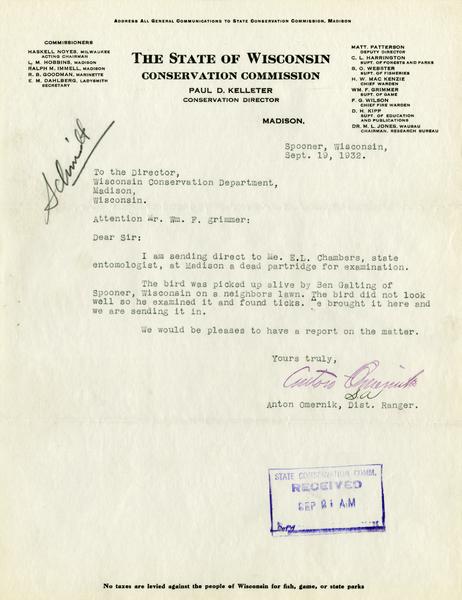 ADDRESS ALL GENERAL COMMUNICATIONS TO STATE CONSERVATION COMMISSION, MADISON
COMMISSIONERS
HASKELL NOYES, MILWAUKEE
ACTING CHAIRMAN
L. M. HOBBINS, MADISON
RALPH M. IMMELL, MADISON
R. B. GOODMAN, MARINETTE
E. M. DAHLBERG, LADYSMITH
SECRETARY
THE STATE OF WISCONSIN
CONSERVATION COMMISSION
PAUL D. KELLETER
CONSERVATION DIRECTOR
MADISON,
MATT. PATTERSON
DEPUTY DIRECTOR
C. L. HARRINGTON
SUPT. OF FORESTS AND PARKS
B. O. WEBSTER
SUPT. OF FISHERIES
H. W. MAC KENZIE
CHIEF WARDEN
WM. F. GRIMMER
SUPT. OF GAME
F. G. WILSON
CHIEF FIRE WARDEN
D. H. KIPP
SUPT. OF EDUCATION
AND PUBLICATIONS
DR. M. L. JONES, WAUSAU
CHAIRMAN, RESEARCH BUREAU
Schmidt
Spooner, Wisconsin,
Sept. 19, 1932.
To the Director,
Wisconsin Conservation Department,
Madison,
Wisconsin.
Attention Mr. Wm. F. grimmer:
Dear Sir:
I am sending direct to Me. E.L. Chambers, state
entomologist, at Madison a dead partridge for examination.
The bird was picked up alive by Ben Galting of
Spooner, Wisconsin on a neighbors lawn. The bird did not look
well so he examined it and found ticks. He brought it here and
we are sending it in.
We would be pleases to have a report on the matter.
Yours truly,
Anton Omernik
Anton Omernik, Dist. Ranger.
STATE CONSERVATION COMM.
RECEIVED
SEP 21 AM
No taxes are levied against the people of Wisconsin for fish, game, or state parks